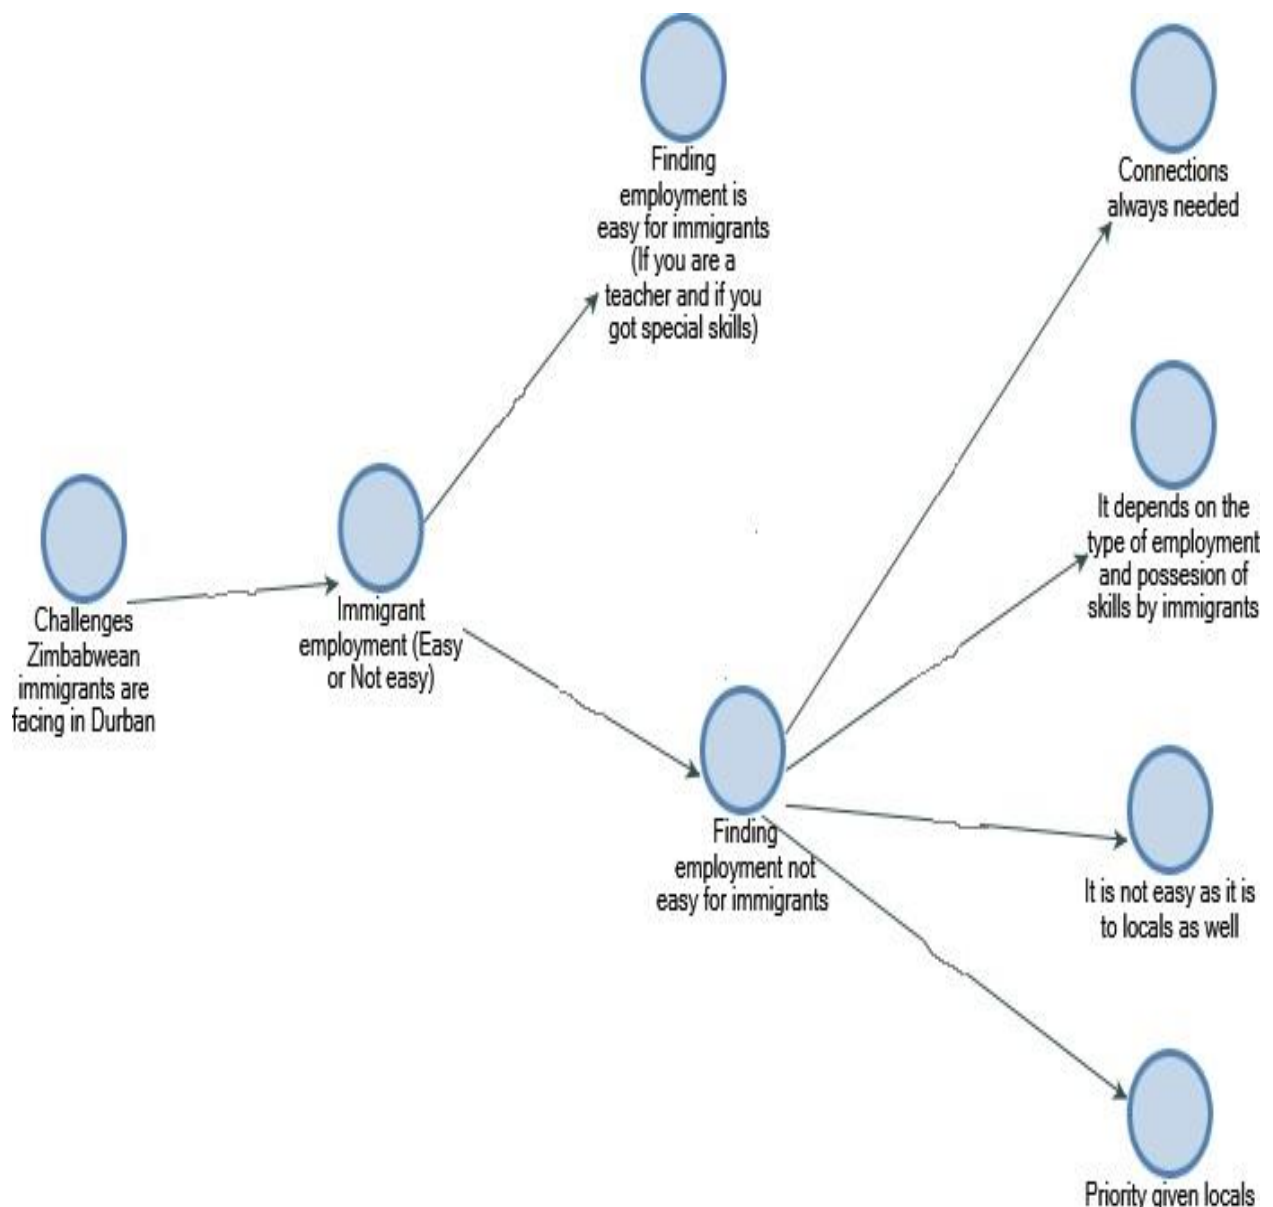 Finding
employment is
easy for immigrants
(If you are a
teacher and if you
got special skills)
Connections
always needed
It depends on the
type of employment
and possesion of
skills by immigrants
Challenges
Zimbabwean
immigrants are
facing in Durban
Immigrant
employment (Easy
or Not easy)
Finding
employment not
easy for immigrants
It is not easy as it is
to locals as well
Priority given locals